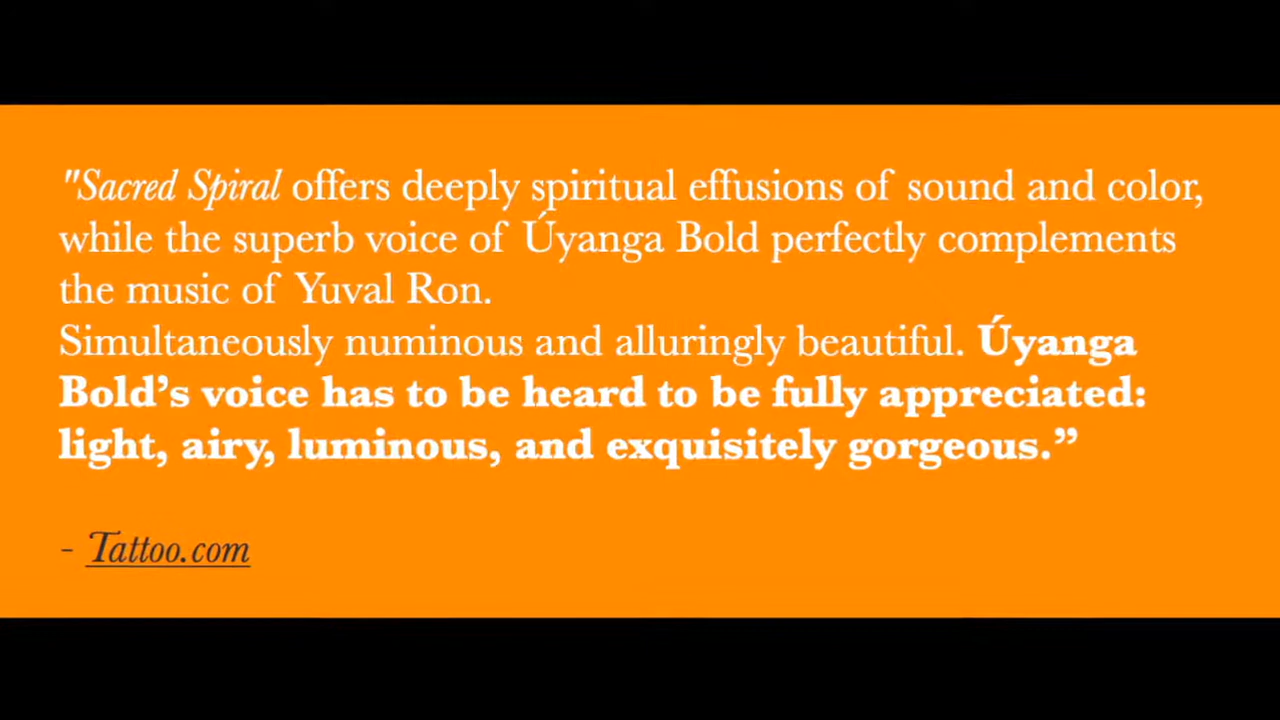 "Sacred Spiral offers deeply spiritual effusions of sound and color,
while the superb voice of Úyanga Bold perfectly complements
the music of Yuval Ron.
Simultaneously numinous and alluringly beautiful. Úyanga
Bold’s voice has to be heard to be fully appreciated:
light, airy, luminous, and exquisitely gorgeous.”
- Tattoo.com